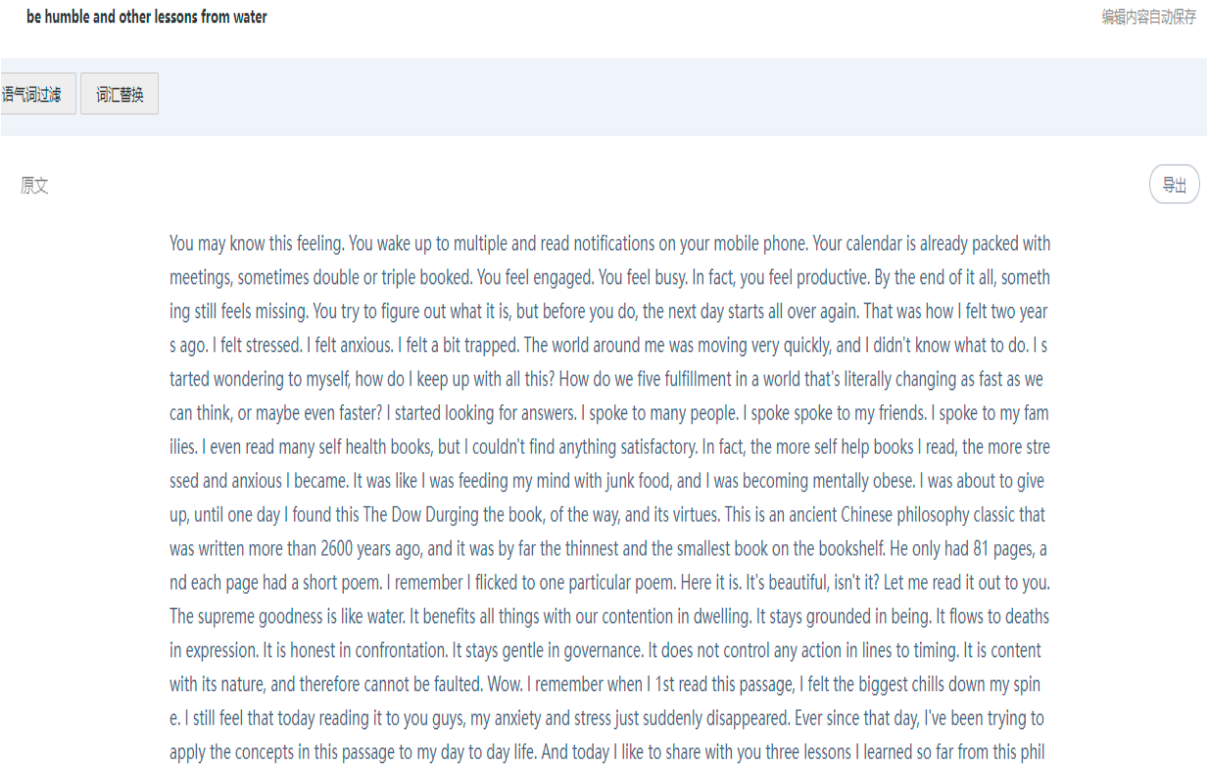 be humble and other lessons from water
编辑内容自动保存
语气词过滤
词汇替换
原文
导出
You may know this feeling. You wake up to multiple and read notifications on your mobile phone. Your calendar is already packed with
meetings, sometimes double or triple booked. You feel engaged. You feel busy. In fact, you feel productive. By the end of it all, someth
ing still feels missing. You try to figure out what it is, but before you do, the next day starts all over again. That was how I felt two year
s ago. I felt stressed. I felt anxious. I felt a bit trapped. The world around me was moving very quickly, and I didn't know what to do. I s
tarted wondering to myself, how do I keep up with all this? How do we five fulfillment in a world that's literally changing as fast as we
can think, or maybe even faster? I started looking for answers. I spoke to many people. I spoke spoke to my friends. I spoke to my fam
ilies. I even read many self health books, but I couldn't find anything satisfactory. In fact, the more self help books I read, the more stre
ssed and anxious I became. It was like I was feeding my mind with junk food, and I was becoming mentally obese. I was about to give
up, until one day I found this The Dow Durging the book, of the way, and its virtues. This is an ancient Chinese philosophy classic that
was written more than 2600 years ago, and it was by far the thinnest and the smallest book on the bookshelf. He only had 81 pages, a
nd each page had a short poem. I remember I flicked to one particular poem. Here it is. It's beautiful, isn't it? Let me read it out to you.
The supreme goodness is like water. It benefits all things with our contention in dwelling. It stays grounded in being. It flows to deaths
in expression. It is honest in confrontation. It stays gentle in governance. It does not control any action in lines to timing. It is content
with its nature, and therefore cannot be faulted. Wow. I remember when I 1st read this passage, I felt the biggest chills down my spin
e. I still feel that today reading it to you guys, my anxiety and stress just suddenly disappeared. Ever since that day, I've been trying to
apply the concepts in this passage to my day to day life. And today I like to share with you three lessons I learned so far from this phil